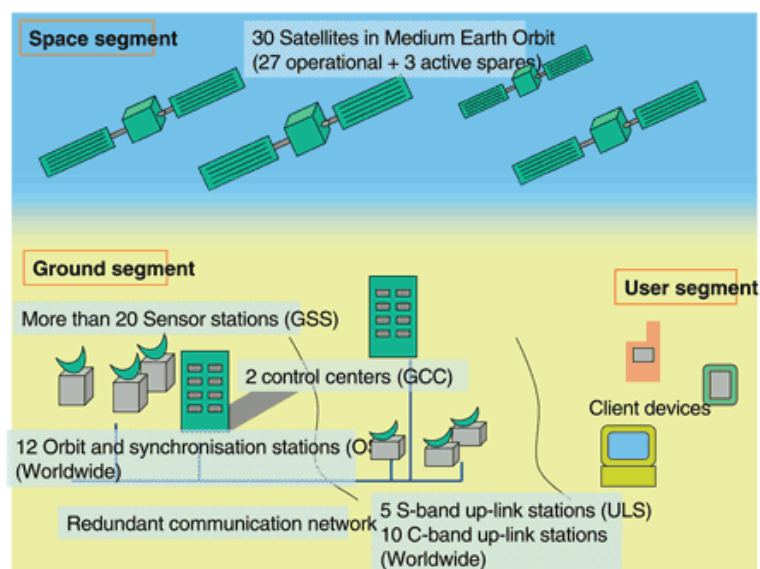 Space segment
30 Satellites in Medium Earth Orbit
(27 operational + 3 active spares)
Ground segment
User segment
More than 20 Sensor stations (GSS)
2 control centers (GCC)
Client devices
12 Orbit and synchronisation stations
(Worldwide)
Redundant communication network
5 S-band up-link stations (ULS)
10 C-band up-link stations
(Worldwide)